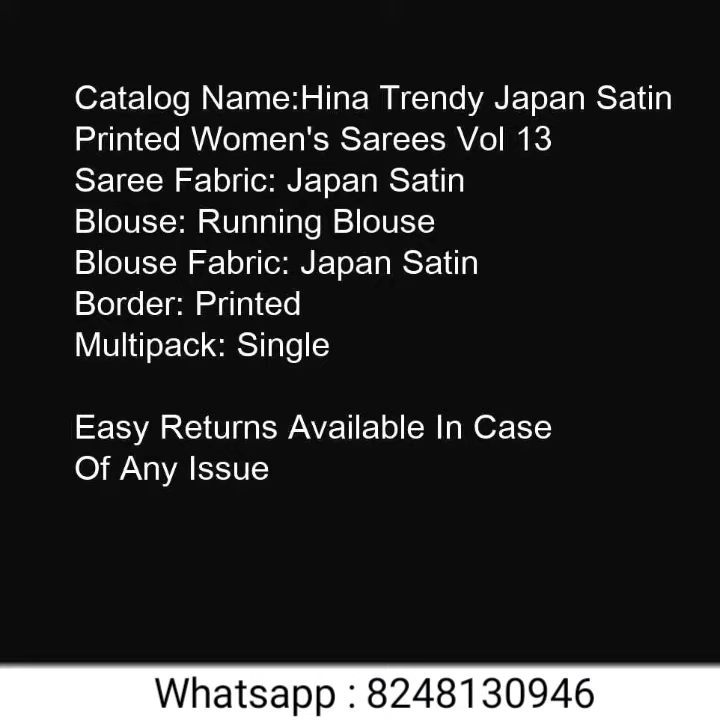 Catalog Name:Hina Trendy Japan Satin
Printed Women's Sarees Vol 13
Saree Fabric: Japan Satin
Blouse: Running Blouse
Blouse Fabric: Japan Satin
Border: Printed
Multipack: Single
Easy Returns Available In Case
Of Any Issue
Whatsapp : 8248130946